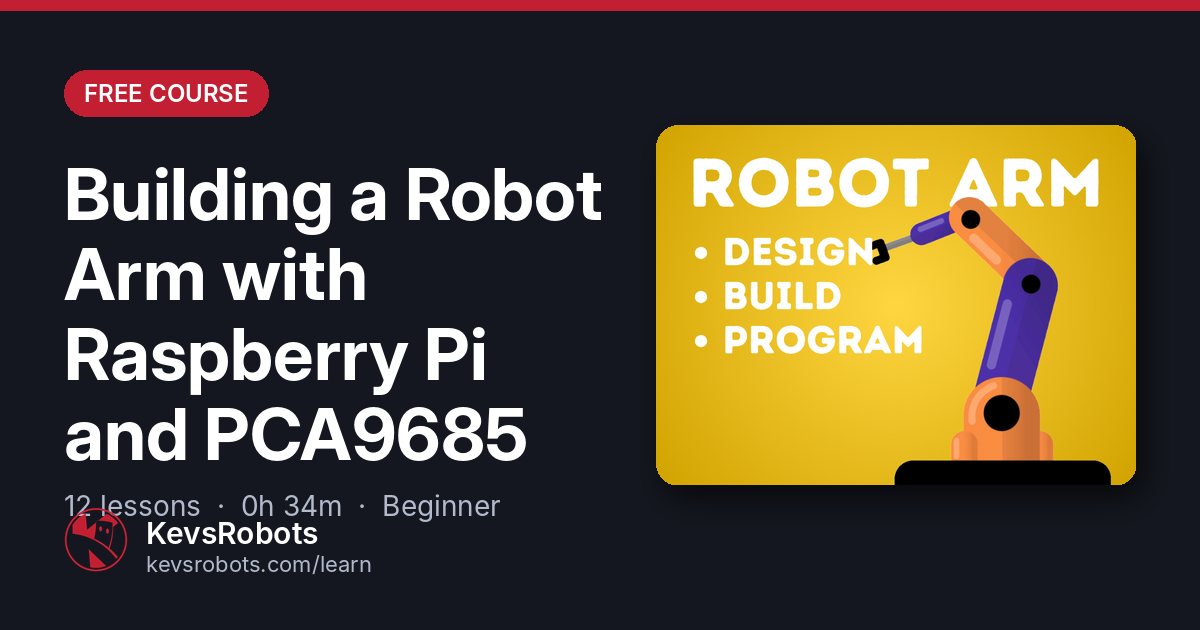 FREE COURSE
Building a Robot
Arm with
Raspberry Pi
and PCA9685
12 lessons · 0h 34m · Beginner
KevsRobots
kevsrobots.com/learn
ROBOT ARM
• DESIGN
• BUILD
• PROGRAM